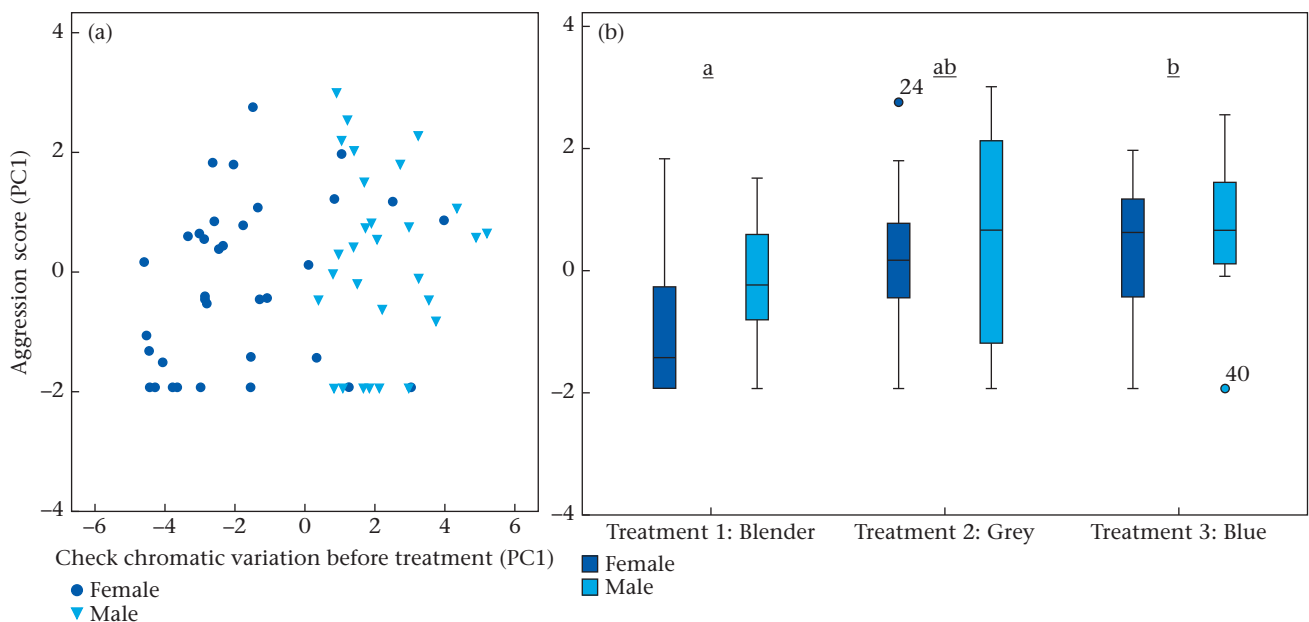 (a)
4
2
0
–2
–4
Aggression score (PC1)
–6 –4 –2 0 2 4 6
Check chromatic variation before treatment (PC1)
Female
Male
(b)
4
2
0
–2
–4
a
ab
b
24
40
Treatment 1: Blender
Treatment 2: Grey
Treatment 3: Blue
Female
Male